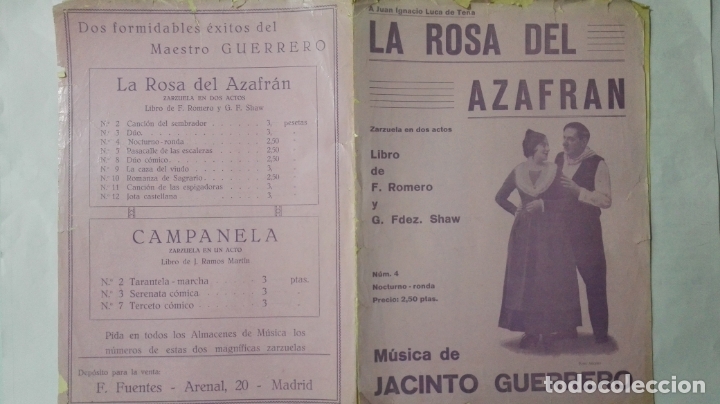 Dos formidables éxitos del
Maestro GUERRERO
La Rosa del Azafrán
ZARZUELA EN DOS ACTOS
Libro de F. Romero y G. F. Shaw
N.º 2 Canción del sembrador 3, pesetas
N.º 3 Dúo. 3,
N.º 4 Nocturno-ronda 2,50
N.º 5 Pasacalle de las escaleras 2,50
N.º 8 Dúo cómico 3,
N.º 9 La caza del viudo 3,
N.º 10 Romanza de Sagrario 2,50
N.º 11 Canción de las espigadoras 3,
N.º 12 Jota castellana 3,
CAMPANELA
ZARZUELA EN UN ACTO
Libro de J. Ramos Martín
N.º 2 Tarantela-marcha 3 ptas.
N.º 3 Serenata cómica 3 »
N.º 7 Terceto cómico 3 »
Pida en todos los Almacenes de Música los
números de estas dos magníficas zarzuelas
Depósito para la venta:
F. Fuentes - Arenal, 20 - Madrid
A Juan Ignacio Luca de Tena
LA ROSA DEL
AZAFRAN
Zarzuela en dos actos
Libro
de
F. Romero
y
G. Fdez. Shaw
Núm. 4
Nocturno-ronda
Precio: 2,50 ptas.
Música de
JACINTO GUERRERO
todocoleccion.net